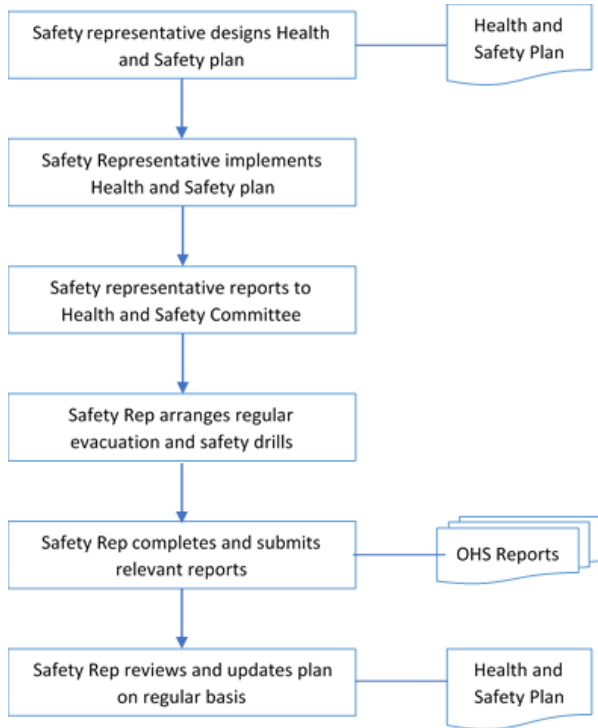 Safety representative designs Health
and Safety plan
Health and
Safety Plan
Safety Representative implements
Health and Safety plan
Safety representative reports to
Health and Safety Committee
Safety Rep arranges regular
evacuation and safety drills
Safety Rep completes and submits
relevant reports
OHS Reports
Safety Rep reviews and updates plan
on regular basis
Health and
Safety Plan